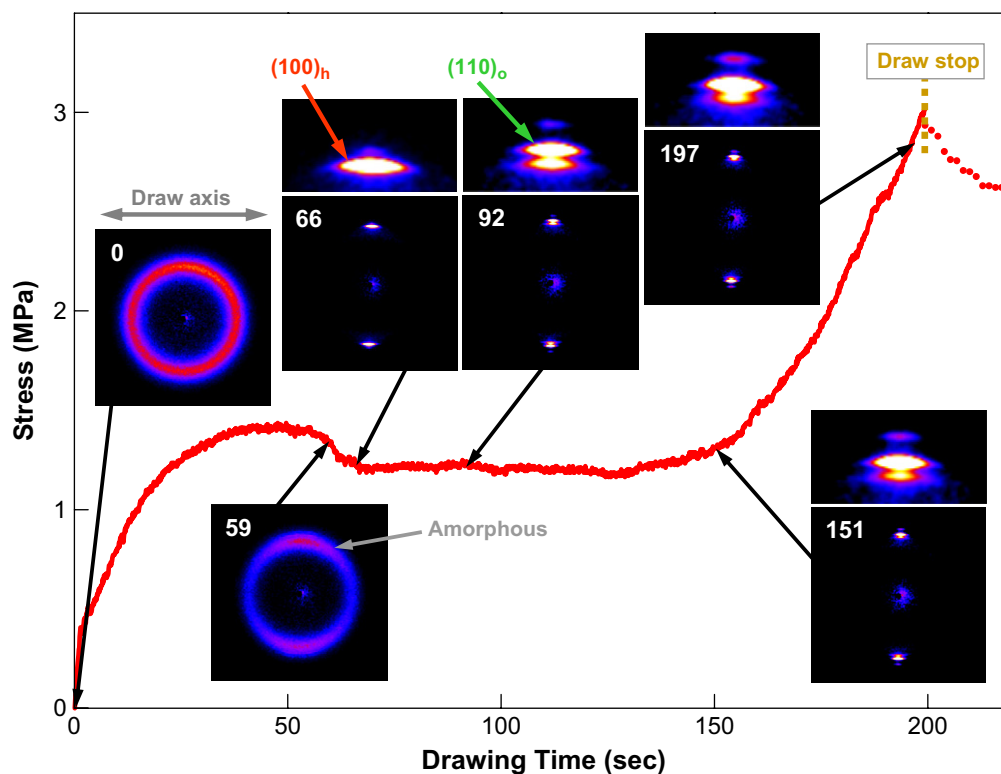 (100)h
(110)o
Draw stop
Draw axis
0
66
92
197
59
Amorphous
151
Stress (MPa)
3
2
1
0
0
50
100
150
200
Drawing Time (sec)